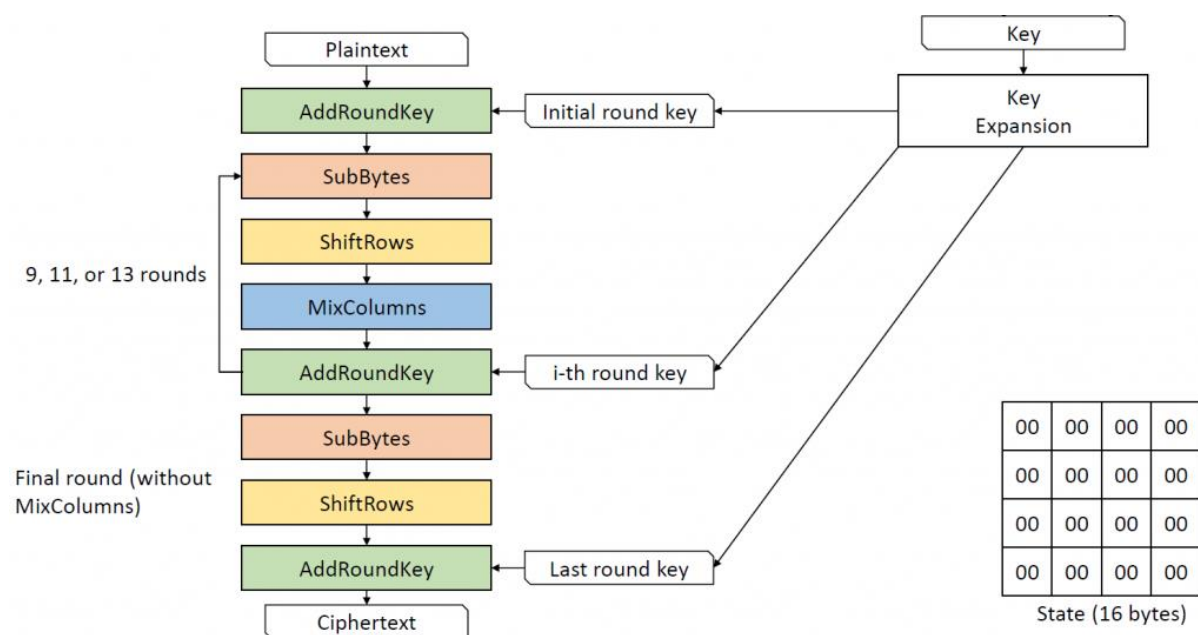 Plaintext
Key
AddRoundKey
Initial round key
Key
Expansion
SubBytes
ShiftRows
9, 11, or 13 rounds
MixColumns
AddRoundKey
i-th round key
SubBytes
Final round (without
MixColumns)
ShiftRows
AddRoundKey
Last round key
Ciphertext
00 00 00 00
00 00 00 00
00 00 00 00
00 00 00 00
State (16 bytes)